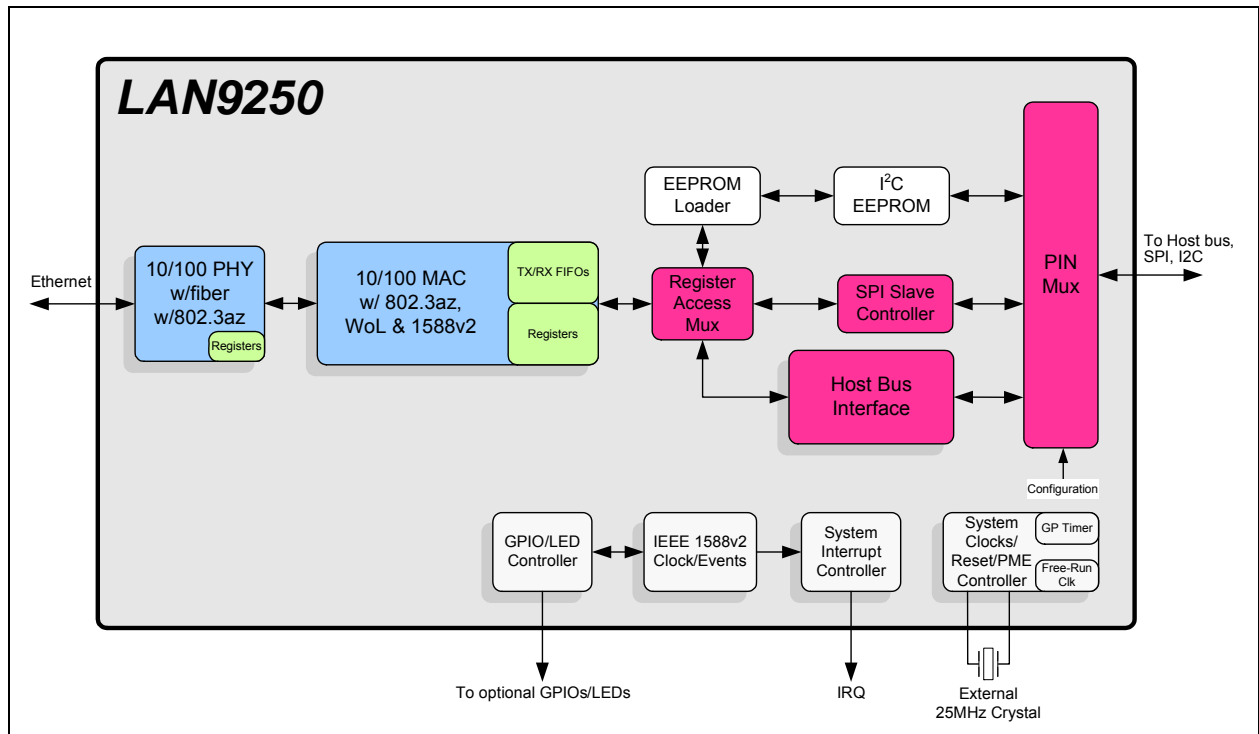 LAN9250
EEPROM
Loader
I2C
EEPROM
To Host bus,
SPI, I2C
PIN
Mux
Ethernet
10/100 PHY
w/fiber
w/802.3az
Registers
10/100 MAC
w/ 802.3az,
WoL & 1588v2
TX/RX FIFOs
Registers
Register
Access
Mux
SPI Slave
Controller
Host Bus
Interface
Configuration
GPIO/LED
Controller
IEEE 1588v2
Clock/Events
System
Interrupt
Controller
System
Clocks/
Reset/PME
Controller
GP Timer
Free-Run
Clk
To optional GPIOs/LEDs
IRQ
External
25MHz Crystal